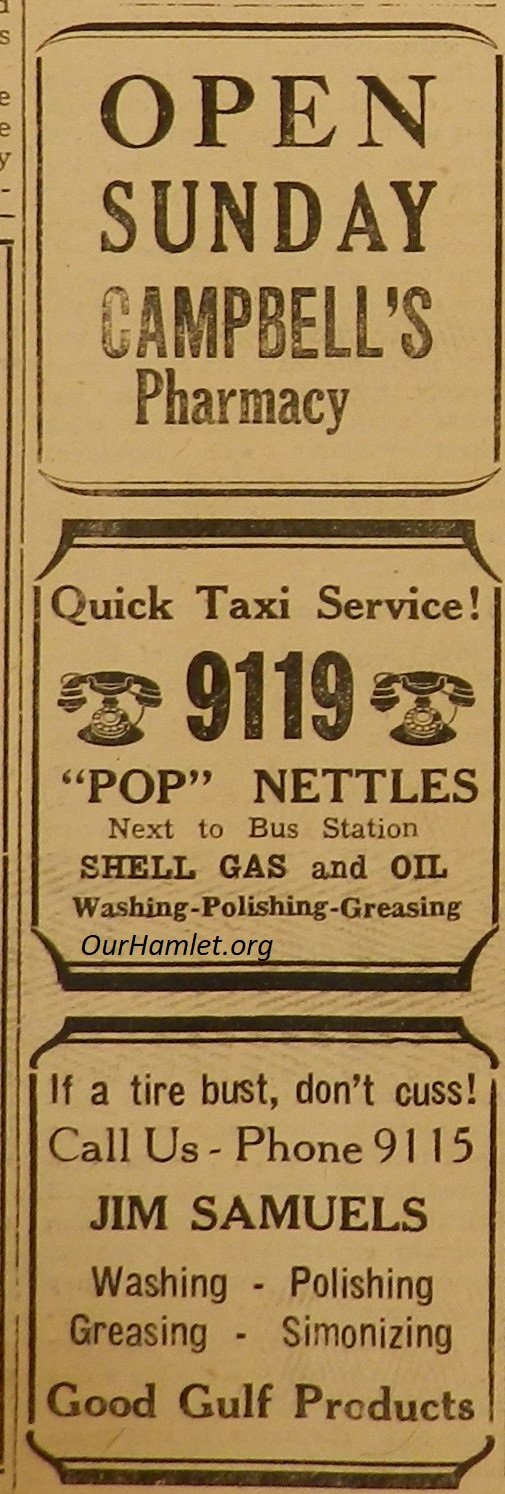 OPEN
SUNDAY
CAMPBELL'S
Pharmacy
Quick Taxi Service!
9119
"POP" NETTLES
Next to Bus Station
SHELL GAS and OIL
Washing-Polishing-Greasing
OurHamlet.org
If a tire bust, don't cuss!
Call Us - Phone 9115
JIM SAMUELS
Washing - Polishing
Greasing - Simonizing
Good Gulf Products